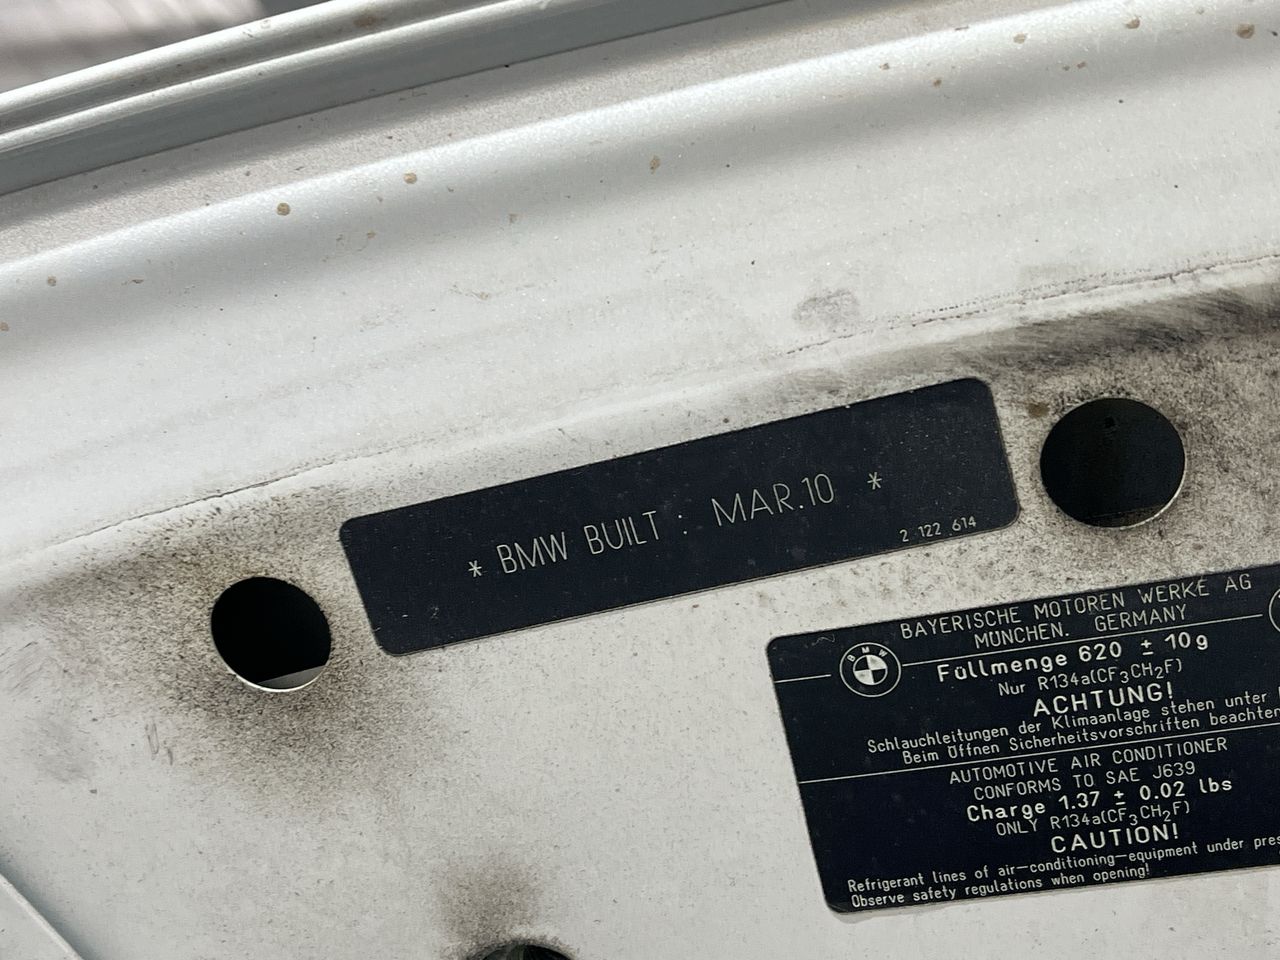 * BMW BUILT : MAR.10 *
2 122 614
BAYERISCHE MOTOREN WERKE AG
MÜNCHEN. GERMANY
BMW
Füllmenge 620 ± 10g
Nur R134a(CF3CH2F)
ACHTUNG!
Schlauchleitungen der Klimaanlage stehen unter
Beim Öffnen Sicherheitsvorschriften beachten
AUTOMOTIVE AIR CONDITIONER
CONFORMS TO SAE J639
Charge 1.37 ± 0.02 lbs
ONLY R134a(CF3CH2F)
CAUTION!
Refrigerant lines of air-conditioning-equipment under pres
Observe safety regulations when opening!